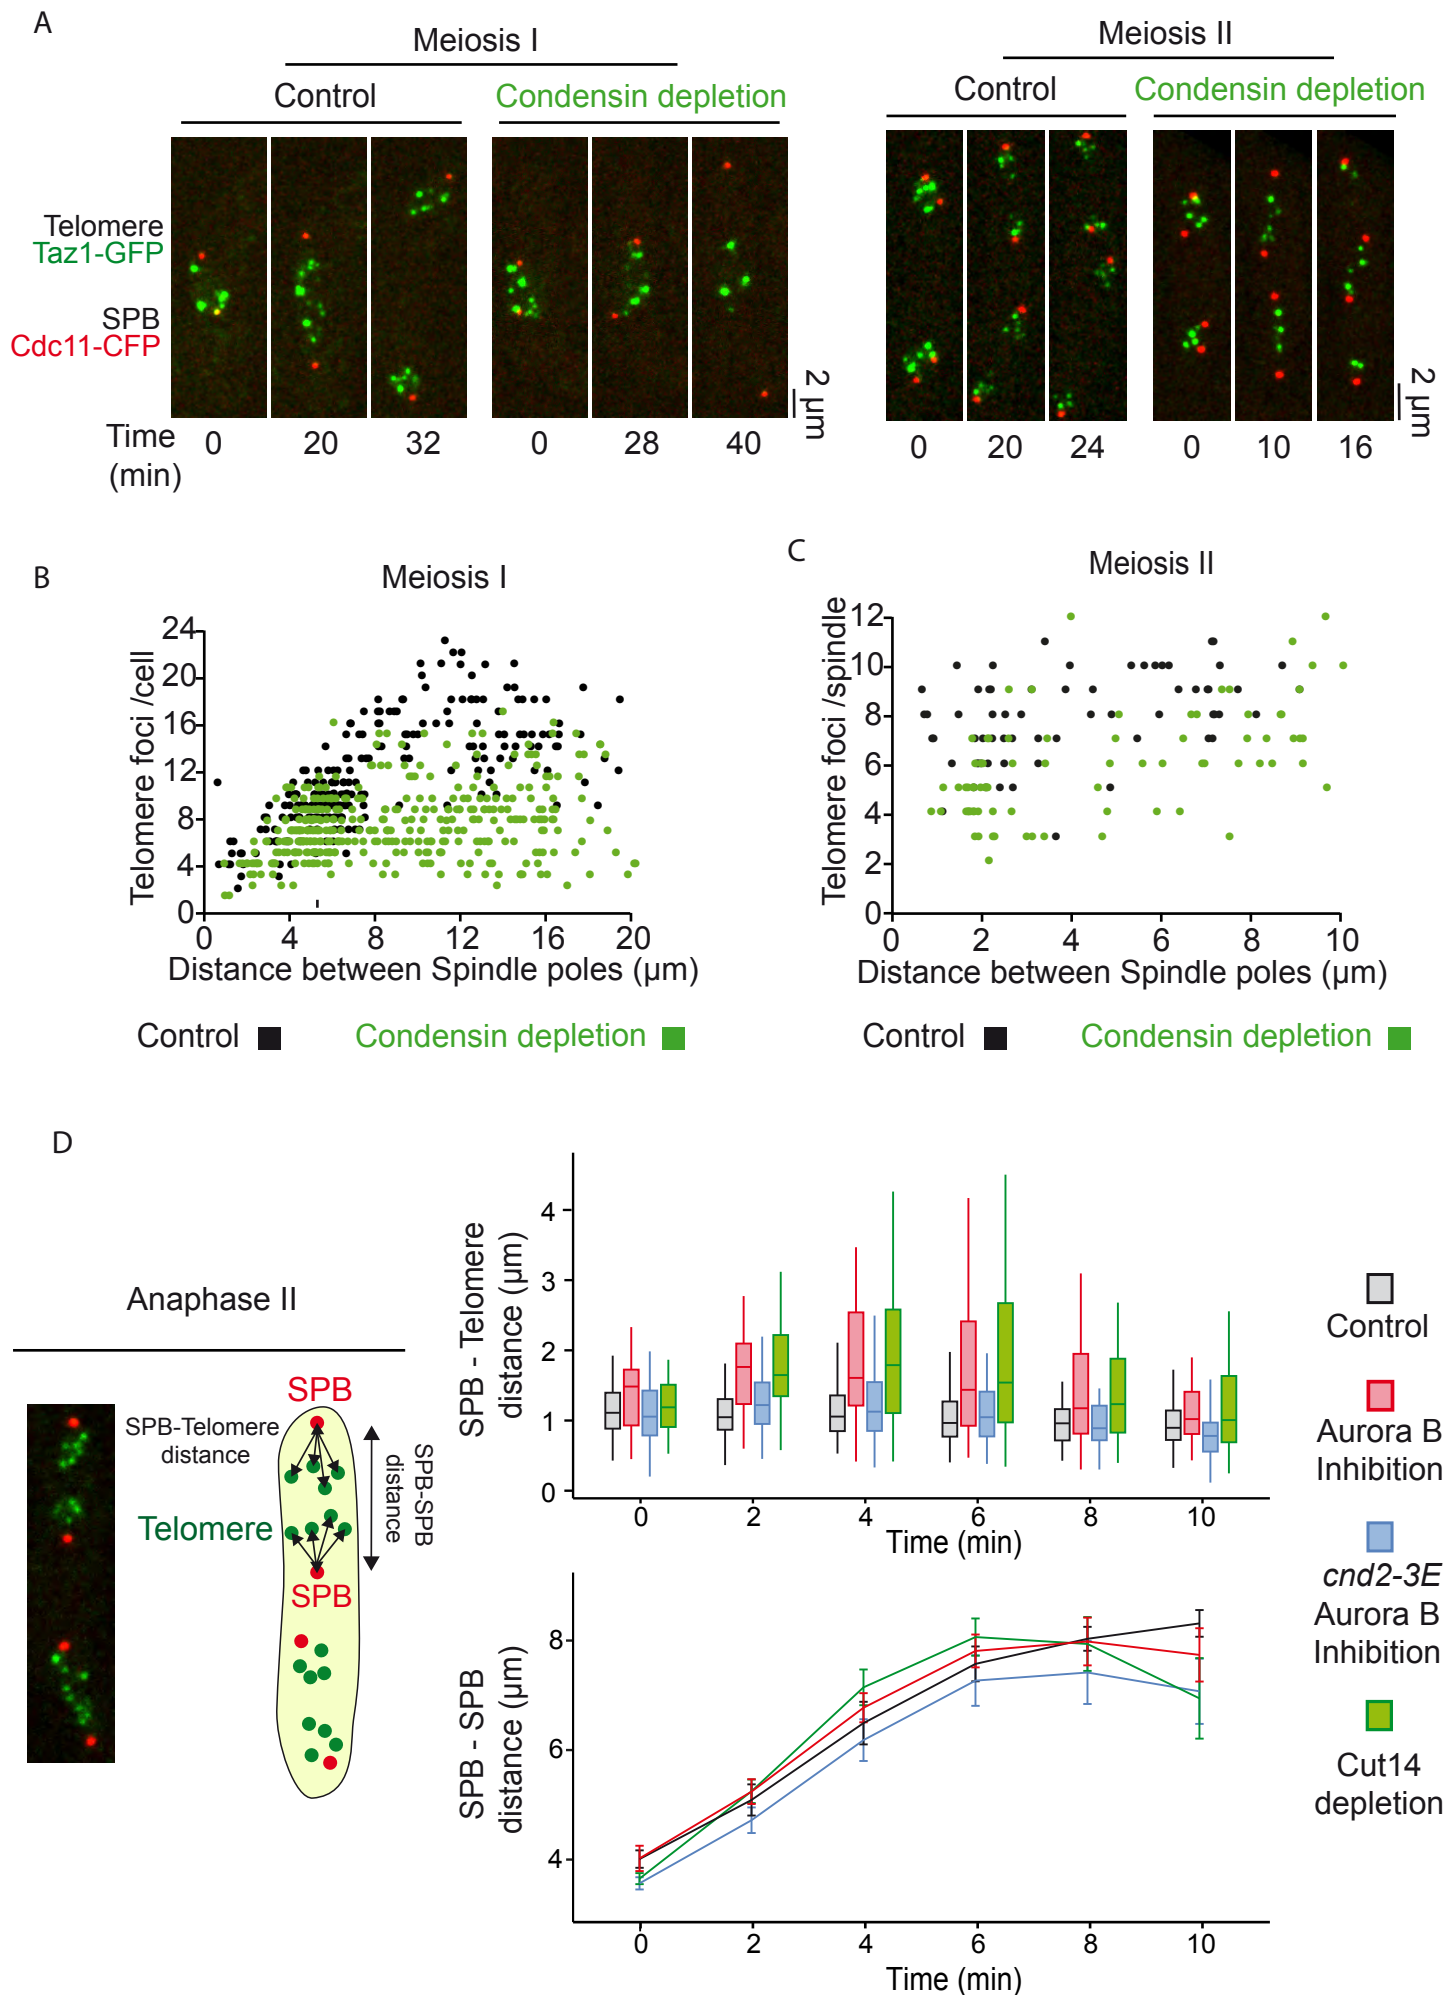 A
Meiosis I
Meiosis II
Control
Condensin depletion
Control
Condensin depletion
Telomere
Taz1-GFP
SPB
Cdc11-CFP
2 µm
2 µm
Time
(min)
0
20
32
0
28
40
0
20
24
0
10
16
B
Meiosis I
Telomere foci /cell
24
20
16
12
8
4
0
0
4
8
12
16
20
Distance between Spindle poles (µm)
Control
Condensin depletion
C
Meiosis II
Telomere foci /spindle
12
10
8
6
4
2
0
0
2
4
6
8
10
Distance between Spindle poles (µm)
Control
Condensin depletion
D
Anaphase II
SPB
SPB-Telomere
distance
SPB-SPB
distance
Telomere
SPB
SPB - Telomere
distance (µm)
4
3
2
1
0
0
2
4
6
8
10
Time (min)
SPB - SPB
distance (µm)
8
6
4
0
2
4
6
8
10
Time (min)
Control
Aurora B
Inhibition
cnd2-3E
Aurora B
Inhibition
Cut14
depletion